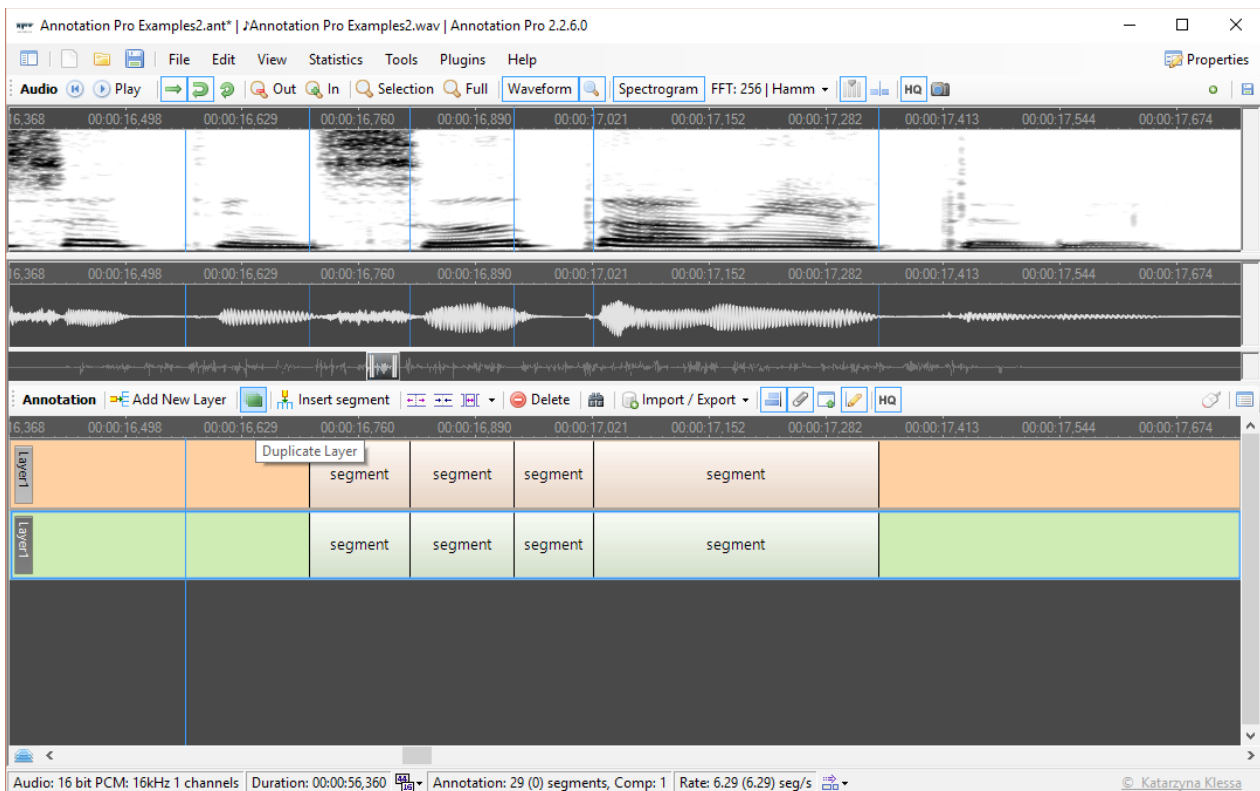 Annotation Pro Examples2.ant* | ♪Annotation Pro Examples2.wav | Annotation Pro 2.2.6.0
File Edit View Statistics Tools Plugins Help Properties
Audio Play Out In Selection Full Waveform Spectrogram FFT: 256 | Hamm HQ
16,368 00:00:16,498 00:00:16,629 00:00:16,760 00:00:16,890 00:00:17,021 00:00:17,152 00:00:17,282 00:00:17,413 00:00:17,544 00:00:17,674
16,368 00:00:16,498 00:00:16,629 00:00:16,760 00:00:16,890 00:00:17,021 00:00:17,152 00:00:17,282 00:00:17,413 00:00:17,544 00:00:17,674
Annotation Add New Layer Insert segment Delete Import / Export HQ
16,368 00:00:16,498 00:00:16,629 00:00:16,760 00:00:16,890 00:00:17,021 00:00:17,152 00:00:17,282 00:00:17,413 00:00:17,544 00:00:17,674
Duplicate Layer
Layer1 segment segment segment segment
Layer1 segment segment segment segment
Audio: 16 bit PCM: 16kHz 1 channels Duration: 00:00:56,360 44 16 Annotation: 29 (0) segments, Comp: 1 Rate: 6.29 (6.29) seg/s © Katarzyna Klessa